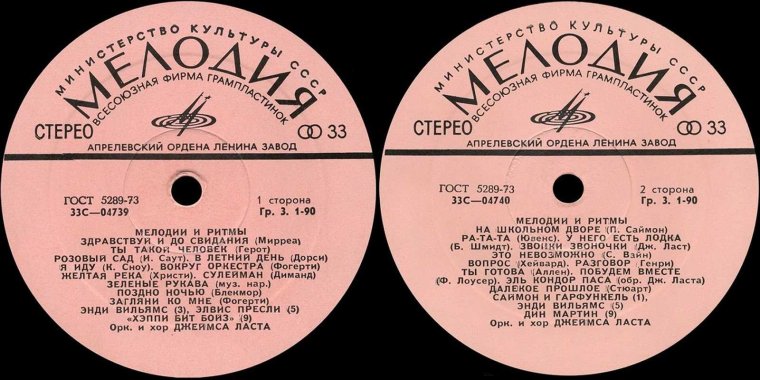 МИНИСТЕРСТВО КУЛЬТУРЫ СССР
МЕЛОДИЯ
ВСЕСОЮЗНАЯ ФИРМА ГРАМПЛАСТИНОК
СТЕРЕО
33
АПРЕЛЕВСКИЙ ОРДЕНА ЛЕНИНА ЗАВОД
ГОСТ 5289-73
33С—04739
1 сторона
Гр. 3. 1-90
МЕЛОДИИ И РИТМЫ
ЗДРАВСТВУЙ И ДО СВИДАНИЯ (Мирреа)
ТЫ ТАКОЙ ЧЕЛОВЕК (Герот)
РОЗОВЫЙ САД (И. Саут). В ЛЕТНИЙ ДЕНЬ (Дорси)
Я ИДУ (К. Сноу). ВОКРУГ ОРКЕСТРА (Фогерти)
ЖЕЛТАЯ РЕКА (Христи). СУЛЕЙМАН (Диманд)
ЗЕЛЕНЫЕ РУКАВА (муз. нар.)
ПОЗДНО НОЧЬЮ (Блекмор)
ЗАГЛЯНИ КО МНЕ (Фогерти)
ЭНДИ ВИЛЬЯМС (3), ЭЛВИС ПРЕСЛИ (5)
«ХЭППИ БИТ БОИЗ» (9)
Орк. и хор ДЖЕЙМСА ЛАСТА
МИНИСТЕРСТВО КУЛЬТУРЫ СССР
МЕЛОДИЯ
ВСЕСОЮЗНАЯ ФИРМА ГРАМПЛАСТИНОК
СТЕРЕО
33
АПРЕЛЕВСКИЙ ОРДЕНА ЛЕНИНА ЗАВОД
ГОСТ 5289-73
33С—04740
2 сторона
Гр. 3. 1-90
МЕЛОДИИ И РИТМЫ
НА ШКОЛЬНОМ ДВОРЕ (П. Саймон)
РА-ТА-ТА (Ювенс). У НЕГО ЕСТЬ ЛОДКА
(Б. Шмидт). ЗВОНКИ ЗВОНОЧКИ (Дж. Ласт)
ЭТО НЕВОЗМОЖНО (С. Вайн)
ВОПРОС (Хейвард). РАЗГОВОР (Генри)
ТЫ ГОТОВА (Аллен). ПОБУДЕМ ВМЕСТЕ
(Ф. Лоусер). ЭЛЬ КОНДОР ПАСА (обр. Дж. Ласта)
ДАЛЕКОЕ ПРОШЛОЕ (Стюарт)
САЙМОН И ГАРФУНКЕЛЬ (1),
ЭНДИ ВИЛЬЯМС (5)
ДИН МАРТИН (9)
Орк. и хор ДЖЕЙМСА ЛАСТА